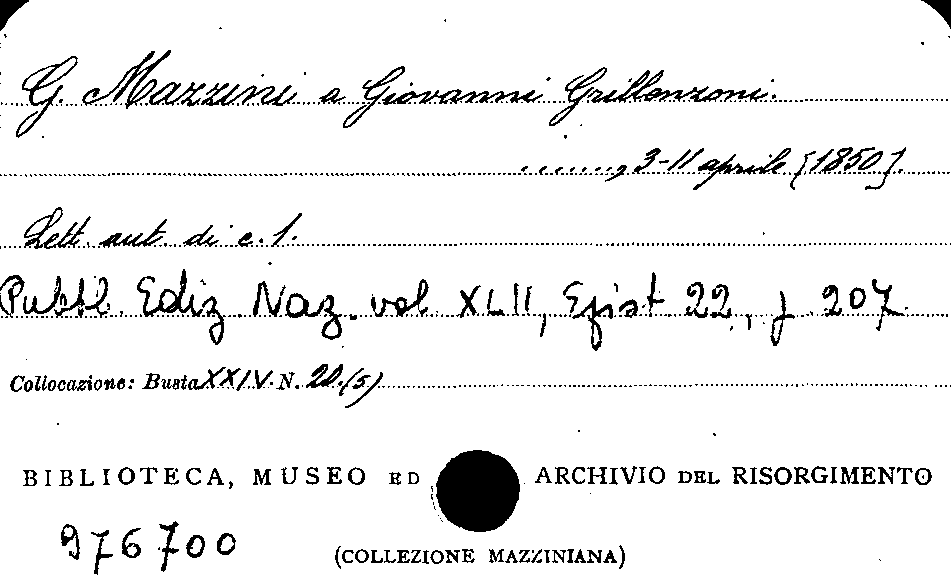 G. Mazzini a Giovanni Grillenzoni.
........, 3-11 aprile [1850].
Lett. aut. di c. 1.
Pubbl. Ediz. Naz. vol. XLII, Epist. 22, p. 207
Collocazione: Busta XXIV. N. 20.(5)
BIBLIOTECA, MUSEO ED ARCHIVIO DEL RISORGIMENTO
976700
(COLLEZIONE MAZZINIANA)